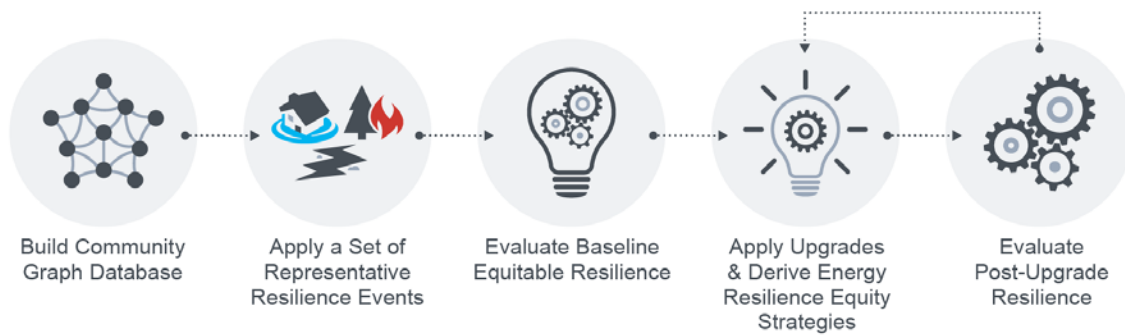 Build Community
Graph Database
Apply a Set of
Representative
Resilience Events
Evaluate Baseline
Equitable Resilience
Apply Upgrades
& Derive Energy
Resilience Equity
Strategies
Evaluate
Post-Upgrade
Resilience